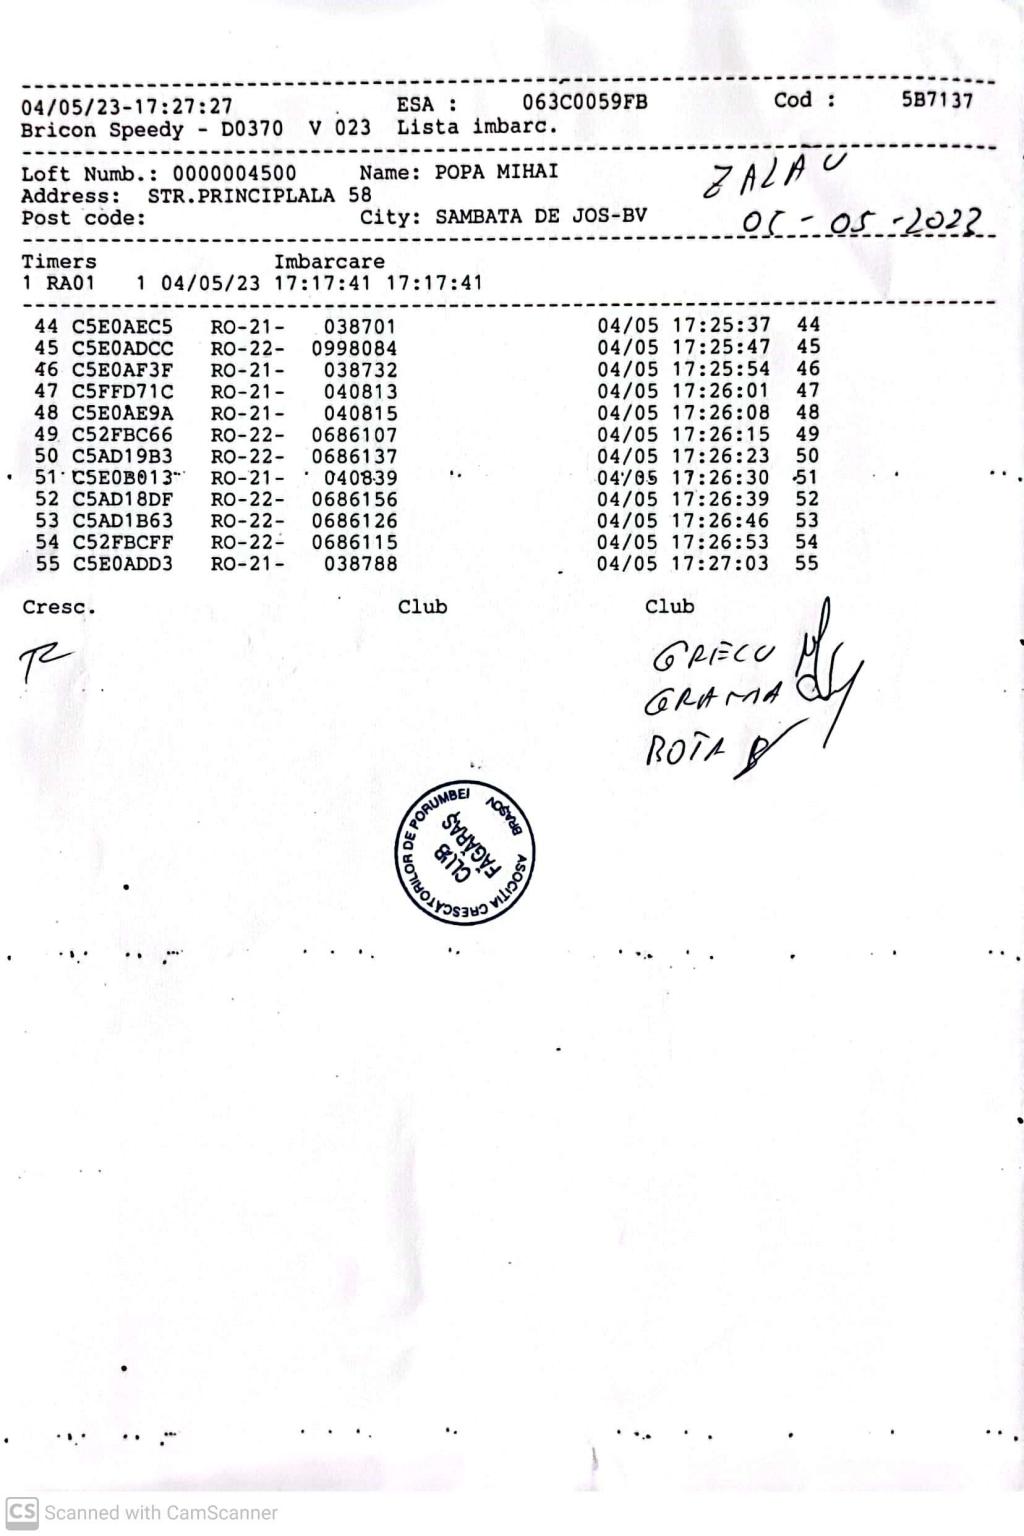 04/05/23-17:27:27 ESA : 063C0059FB Cod : 5B7137
Bricon Speedy - D0370 V 023 Lista imbarc.
Loft Numb.: 0000004500 Name: POPA MIHAI
Address: STR.PRINCIPLALA 58
Post code: City: SAMBATA DE JOS-BV
ZALAU
05-05-2023
Timers Imbarcare
1 RA01 1 04/05/23 17:17:41 17:17:41
44 C5E0AEC5 RO-21- 038701 04/05 17:25:37 44
45 C5E0ADCC RO-22- 0998084 04/05 17:25:47 45
46 C5E0AF3F RO-21- 038732 04/05 17:25:54 46
47 C5FFD71C RO-21- 040813 04/05 17:26:01 47
48 C5E0AE9A RO-21- 040815 04/05 17:26:08 48
49 C52FBC66 RO-22- 0686107 04/05 17:26:15 49
50 C5AD19B3 RO-22- 0686137 04/05 17:26:23 50
51 C5E0B013 RO-21- 040839 04/05 17:26:30 51
52 C5AD18DF RO-22- 0686156 04/05 17:26:39 52
53 C5AD1B63 RO-22- 0686126 04/05 17:26:46 53
54 C52FBCFF RO-22- 0686115 04/05 17:26:53 54
55 C5E0ADD3 RO-21- 038788 04/05 17:27:03 55
Cresc. Club Club
GRECU
GRAMA
BOTA
ASOCIȚIA CRESCĂTORILOR DE PORUMBEI BRAȘOV
CLUB
FĂGĂRAȘ
CS Scanned with CamScanner